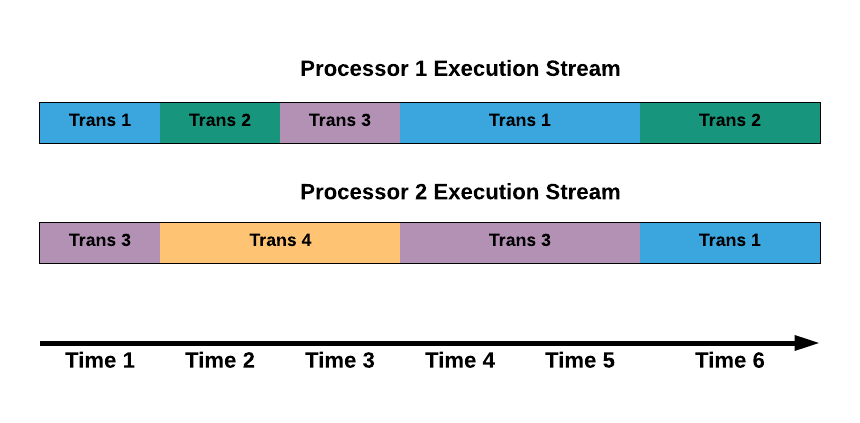 Processor 1 Execution Stream
Trans 1 Trans 2 Trans 3 Trans 1 Trans 2
Processor 2 Execution Stream
Trans 3 Trans 4 Trans 3 Trans 1
Time 1 Time 2 Time 3 Time 4 Time 5 Time 6